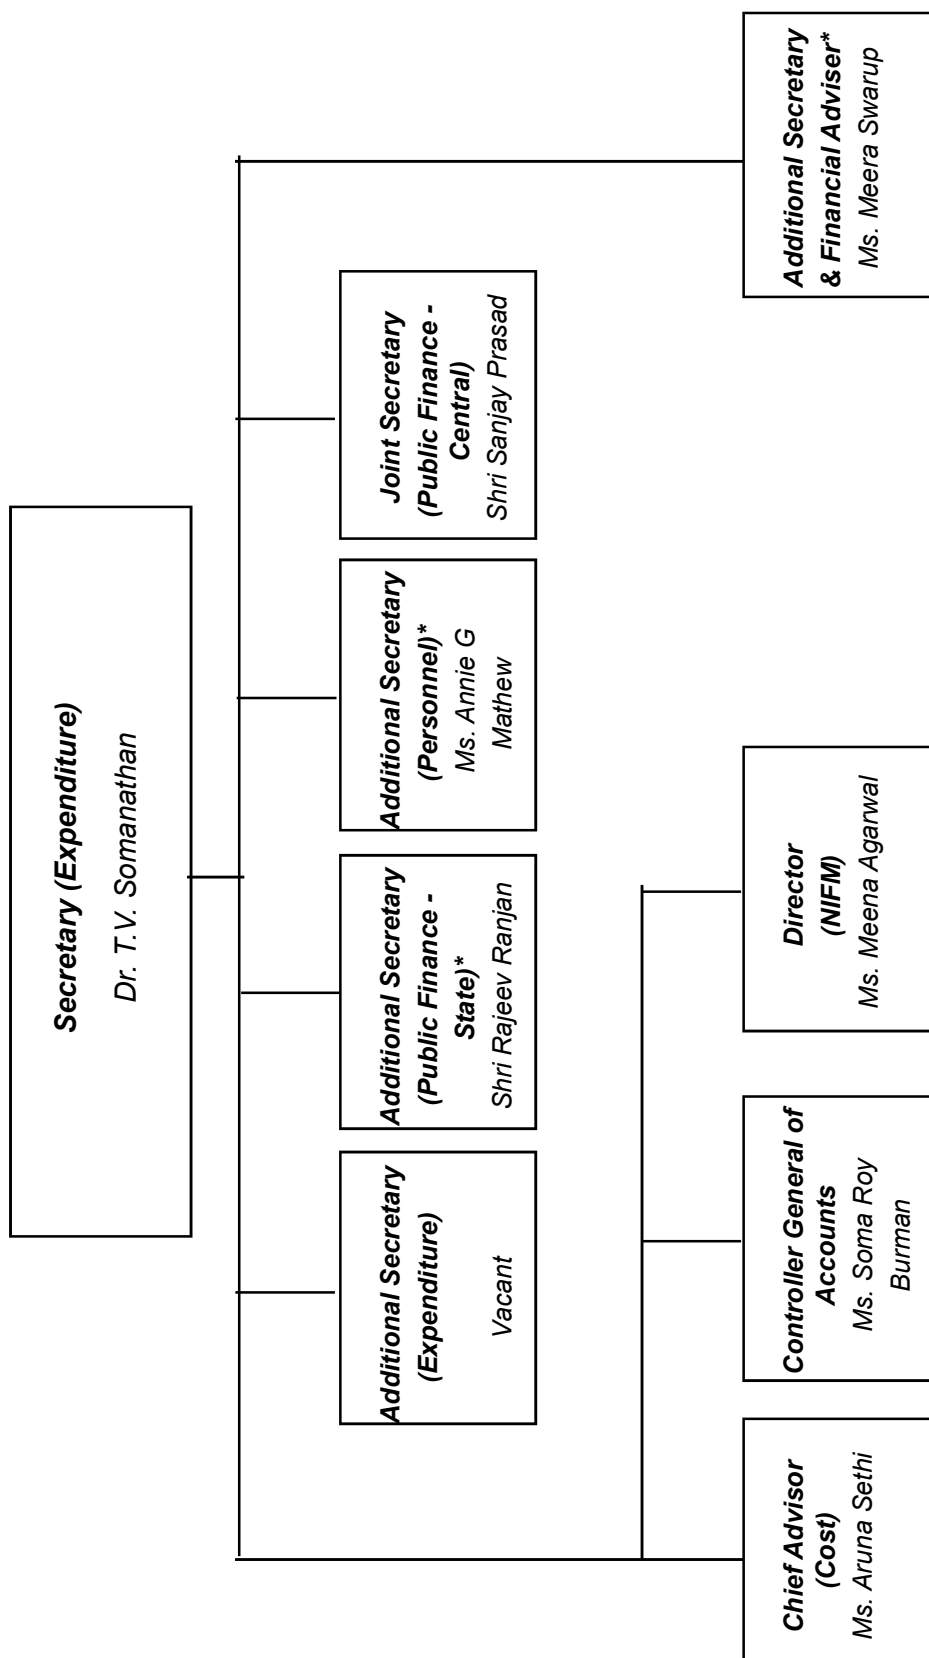 Secretary (Expenditure)
Dr. T.V. Somanathan
Additional Secretary
(Expenditure)
Vacant
Additional Secretary
(Public Finance -
State)*
Shri Rajeev Ranjan
Additional Secretary
(Personnel)*
Ms. Annie G
Mathew
Joint Secretary
(Public Finance -
Central)
Shri Sanjay Prasad
Chief Advisor
(Cost)
Ms. Aruna Sethi
Controller General of
Accounts
Ms. Soma Roy
Burman
Director
(NIFM)
Ms. Meena Agarwal
Additional Secretary
& Financial Adviser*
Ms. Meera Swarup